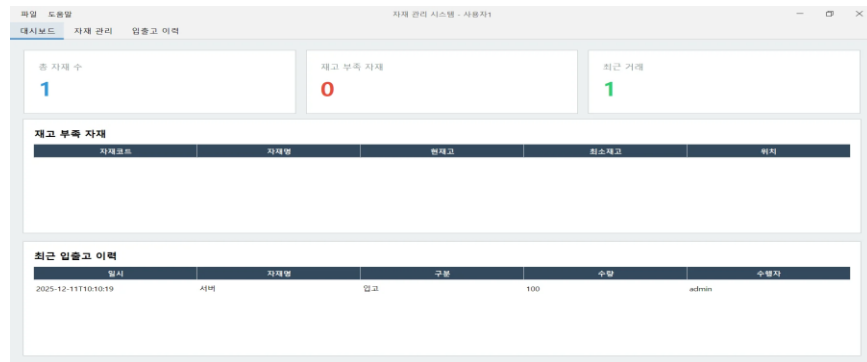 파일 도움말 자재 관리 시스템 - 사용자1
대시보드 자재 관리 입출고 이력
총 자재 수 재고 부족 자재 최근 거래
1 0 1
재고 부족 자재
자재코드 자재명 현재고 최소재고 위치
최근 입출고 이력
일시 자재명 구분 수량 수행자
2025-12-11T10:10:19 서버 입고 100 admin